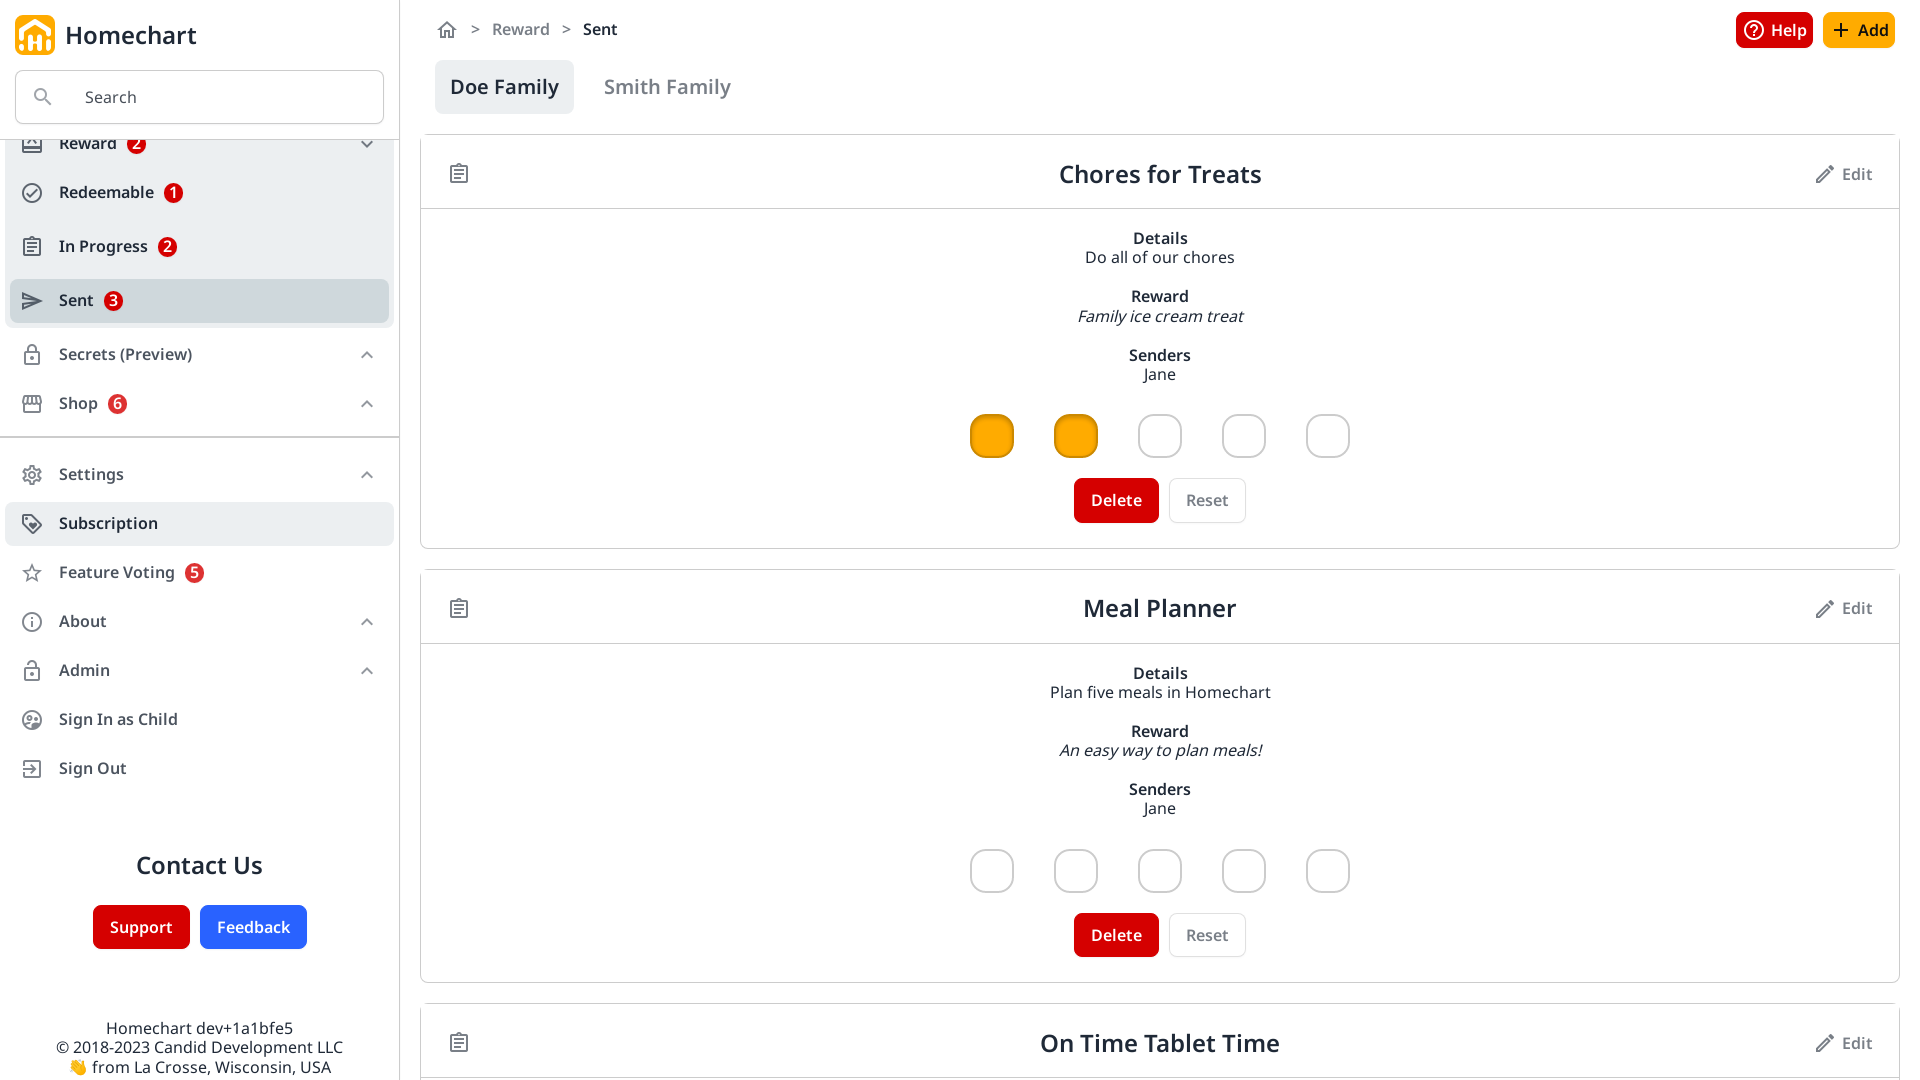 Homechart
Search
Reward 2
Redeemable 1
In Progress 2
Sent 3
Secrets (Preview)
Shop 6
Settings
Subscription
Feature Voting 5
About
Admin
Sign In as Child
Sign Out
Contact Us
Support Feedback
Homechart dev+1a1bfe5
© 2018-2023 Candid Development LLC
👋 from La Crosse, Wisconsin, USA
> Reward > Sent
Help Add
Doe Family Smith Family
Chores for Treats Edit
Details
Do all of our chores
Reward
Family ice cream treat
Senders
Jane
Delete Reset
Meal Planner Edit
Details
Plan five meals in Homechart
Reward
An easy way to plan meals!
Senders
Jane
Delete Reset
On Time Tablet Time Edit